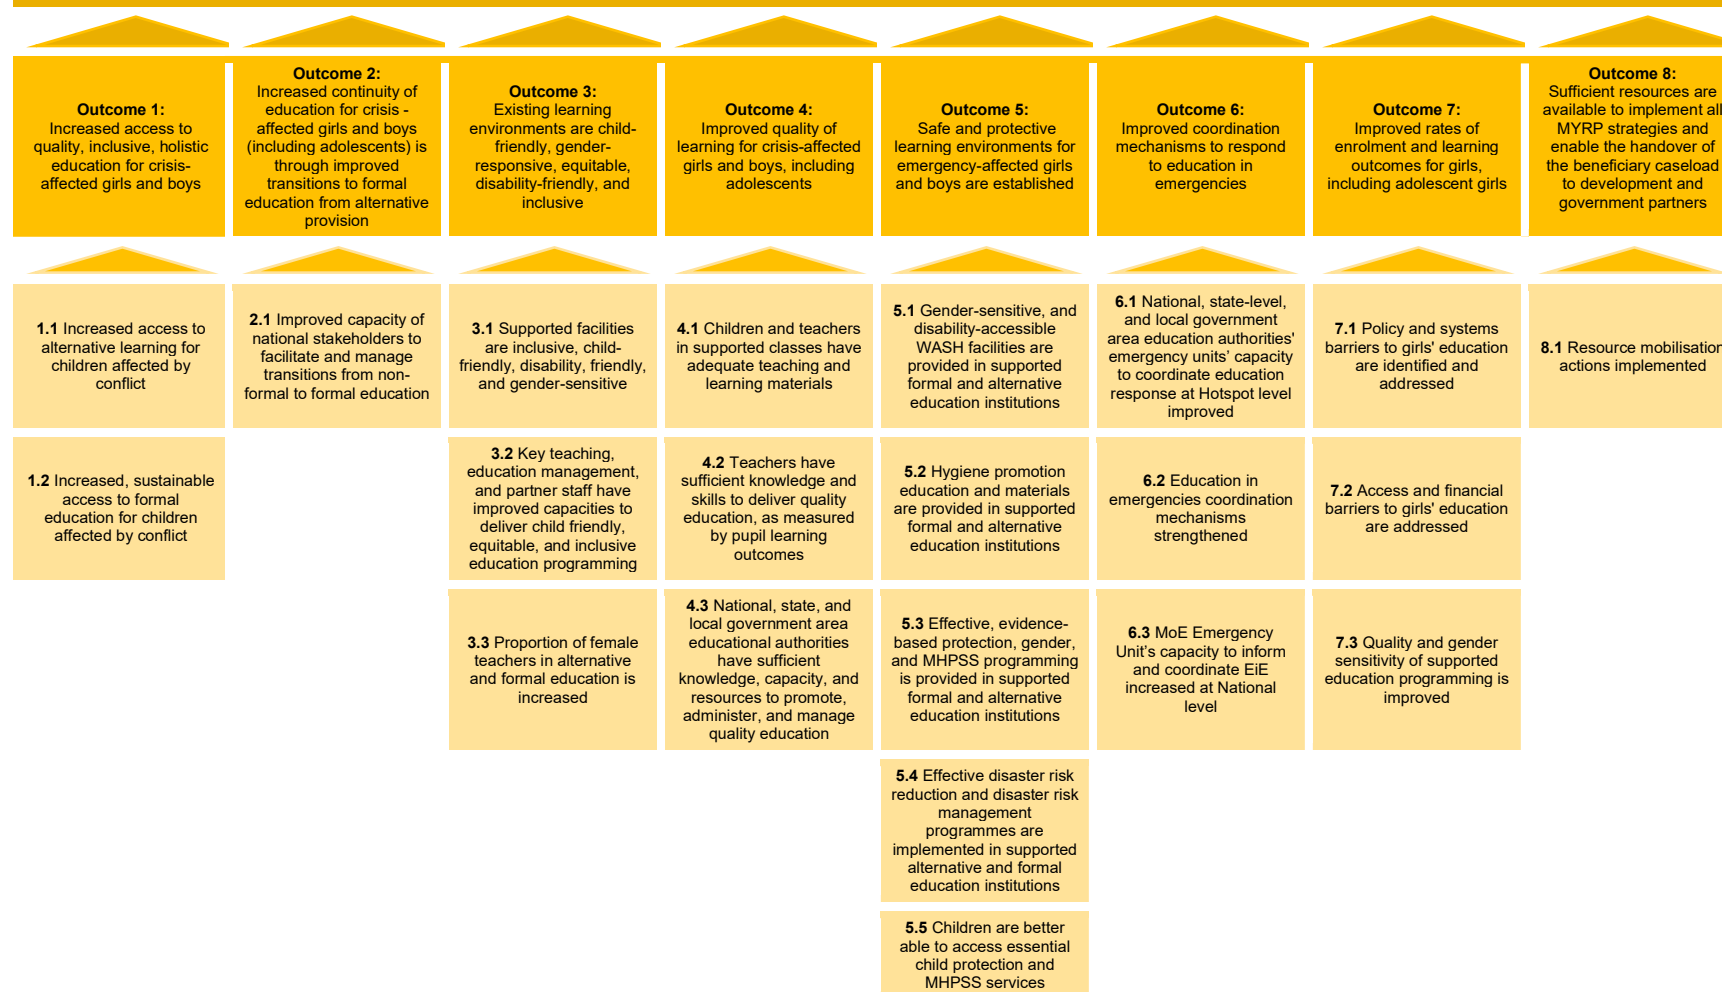 Outcome 1:
Increased access to
quality, inclusive, holistic
education for crisis-
affected girls and boys
Outcome 2:
Increased continuity of
education for crisis -
affected girls and boys
(including adolescents) is
through improved
transitions to formal
education from alternative
provision
Outcome 3:
Existing learning
environments are child-
friendly, gender-
responsive, equitable,
disability-friendly, and
inclusive
Outcome 4:
Improved quality of
learning for crisis-affected
girls and boys, including
adolescents
Outcome 5:
Safe and protective
learning environments for
emergency-affected girls
and boys are established
Outcome 6:
Improved coordination
mechanisms to respond
to education in
emergencies
Outcome 7:
Improved rates of
enrolment and learning
outcomes for girls,
including adolescent girls
Outcome 8:
Sufficient resources are
available to implement all
MYRP strategies and
enable the handover of
the beneficiary caseload
to development and
government partners
1.1 Increased access to
alternative learning for
children affected by
conflict
2.1 Improved capacity of
national stakeholders to
facilitate and manage
transitions from non-
formal to formal education
3.1 Supported facilities
are inclusive, child-
friendly, disability, friendly,
and gender-sensitive
4.1 Children and teachers
in supported classes have
adequate teaching and
learning materials
5.1 Gender-sensitive, and
disability-accessible
WASH facilities are
provided in supported
formal and alternative
education institutions
6.1 National, state-level,
and local government
area education authorities'
emergency units’ capacity
to coordinate education
response at Hotspot level
improved
7.1 Policy and systems
barriers to girls' education
are identified and
addressed
8.1 Resource mobilisation
actions implemented
1.2 Increased, sustainable
access to formal
education for children
affected by conflict
3.2 Key teaching,
education management,
and partner staff have
improved capacities to
deliver child friendly,
equitable, and inclusive
education programming
4.2 Teachers have
sufficient knowledge and
skills to deliver quality
education, as measured
by pupil learning
outcomes
5.2 Hygiene promotion
education and materials
are provided in supported
formal and alternative
education institutions
6.2 Education in
emergencies coordination
mechanisms
strengthened
7.2 Access and financial
barriers to girls' education
are addressed
3.3 Proportion of female
teachers in alternative
and formal education is
increased
4.3 National, state, and
local government area
educational authorities
have sufficient
knowledge, capacity, and
resources to promote,
administer, and manage
quality education
5.3 Effective, evidence-
based protection, gender,
and MHPSS programming
is provided in supported
formal and alternative
education institutions
6.3 MoE Emergency
Unit’s capacity to inform
and coordinate EiE
increased at National
level
7.3 Quality and gender
sensitivity of supported
education programming is
improved
5.4 Effective disaster risk
reduction and disaster risk
management
programmes are
implemented in supported
alternative and formal
education institutions
5.5 Children are better
able to access essential
child protection and
MHPSS services